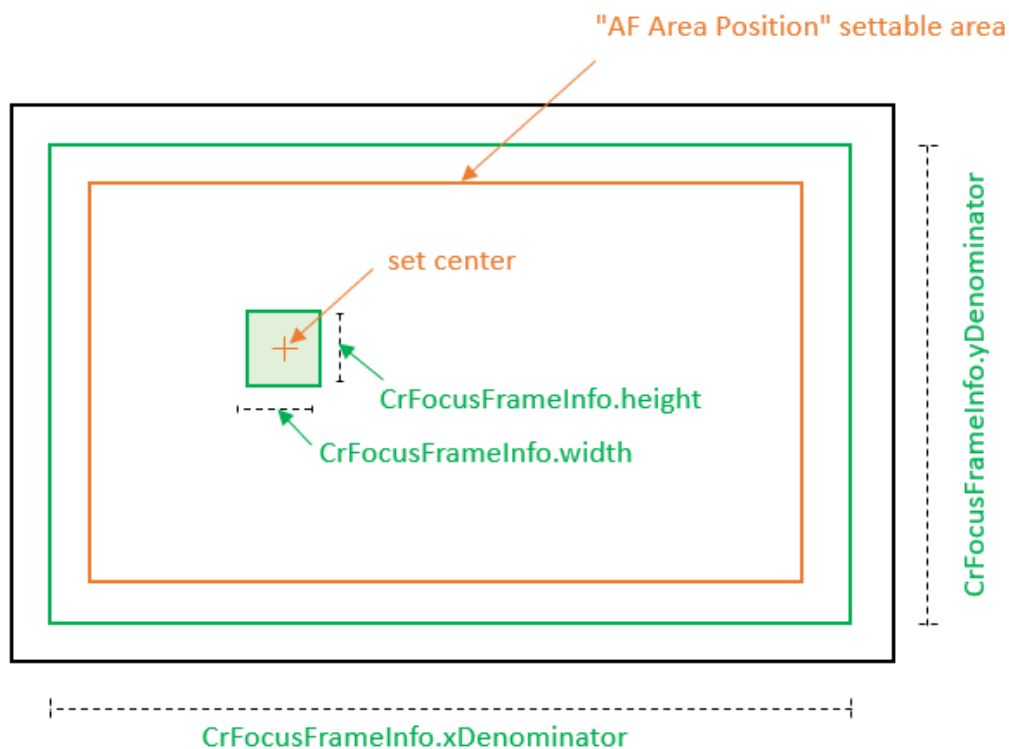 "AF Area Position" settable area
set center
CrFocusFrameInfo.height
CrFocusFrameInfo.width
CrFocusFrameInfo.yDenominator
CrFocusFrameInfo.xDenominator